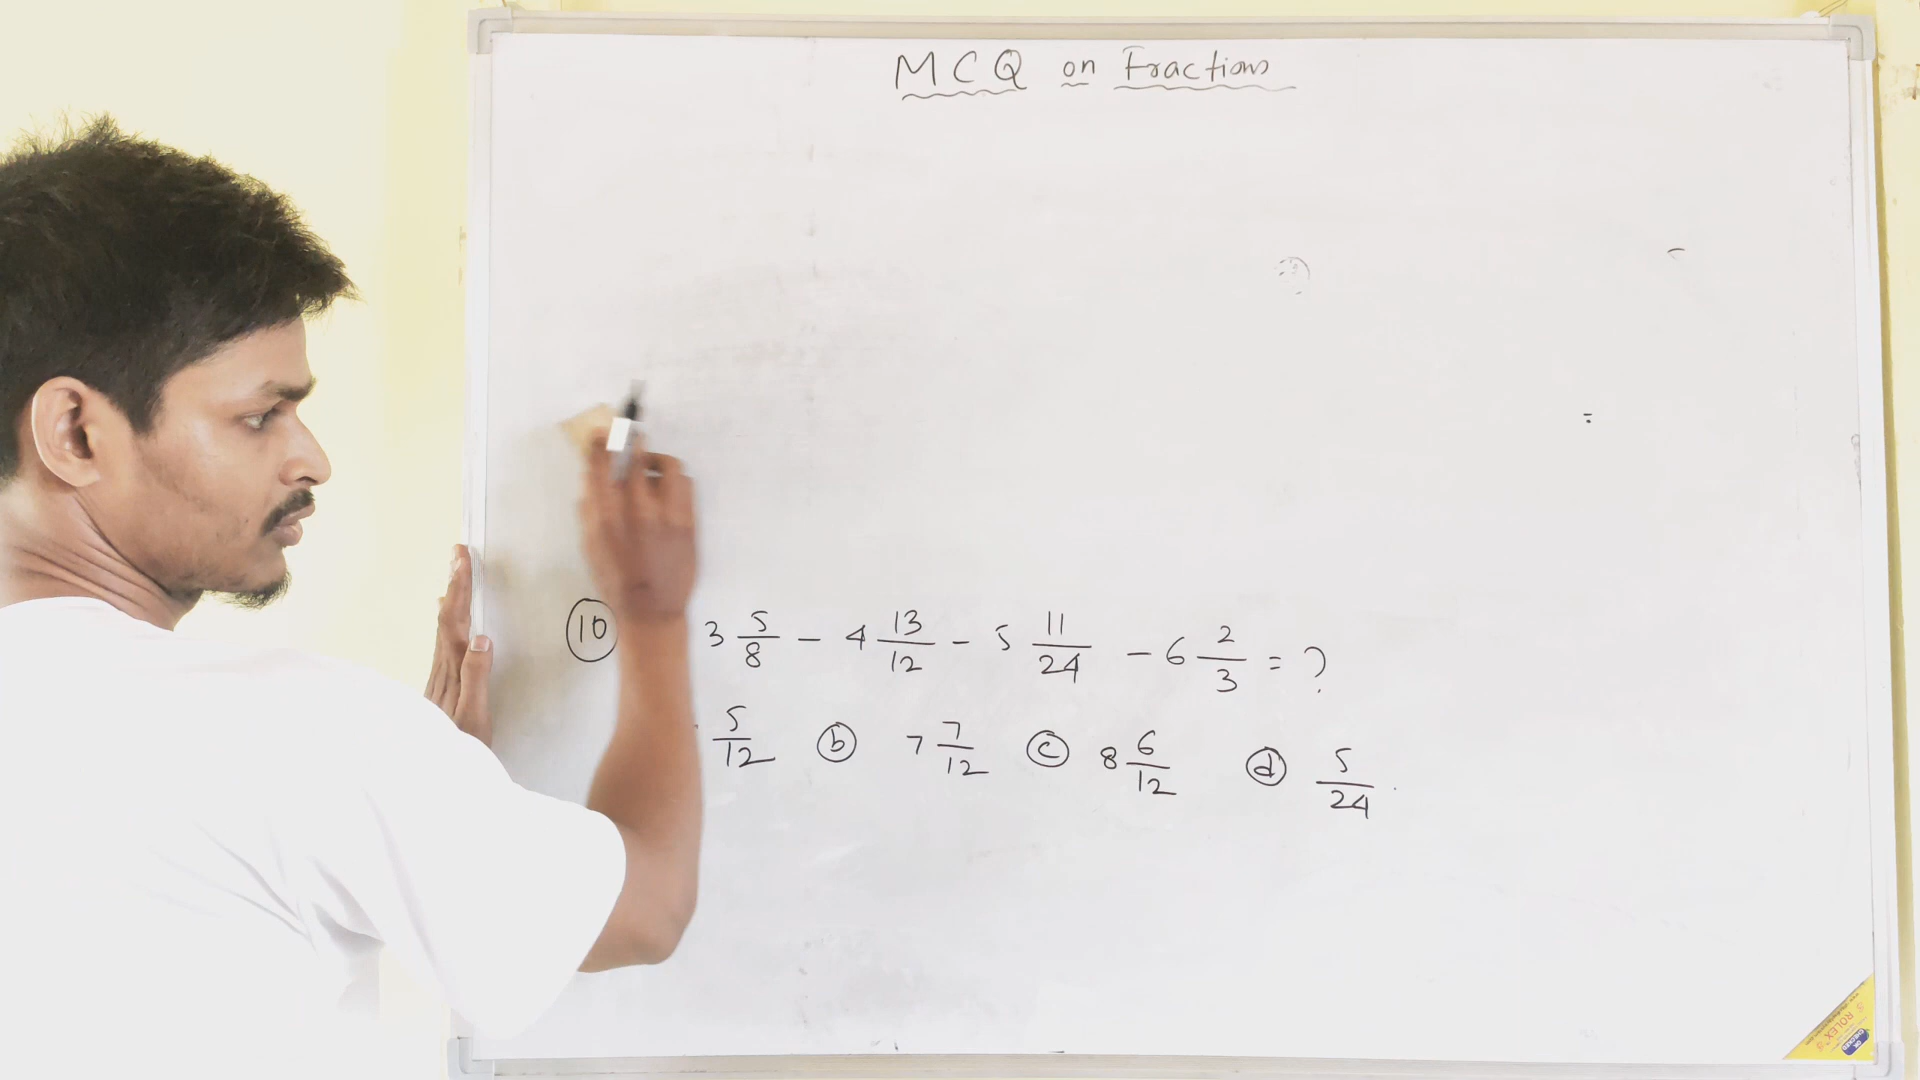 MCQ on Fractions
10 3 5/8 - 4 13/12 - 5 11/24 - 6 2/3 = ?
5/12 b 7 7/12 c 8 6/12 d 5/24
ROLEX